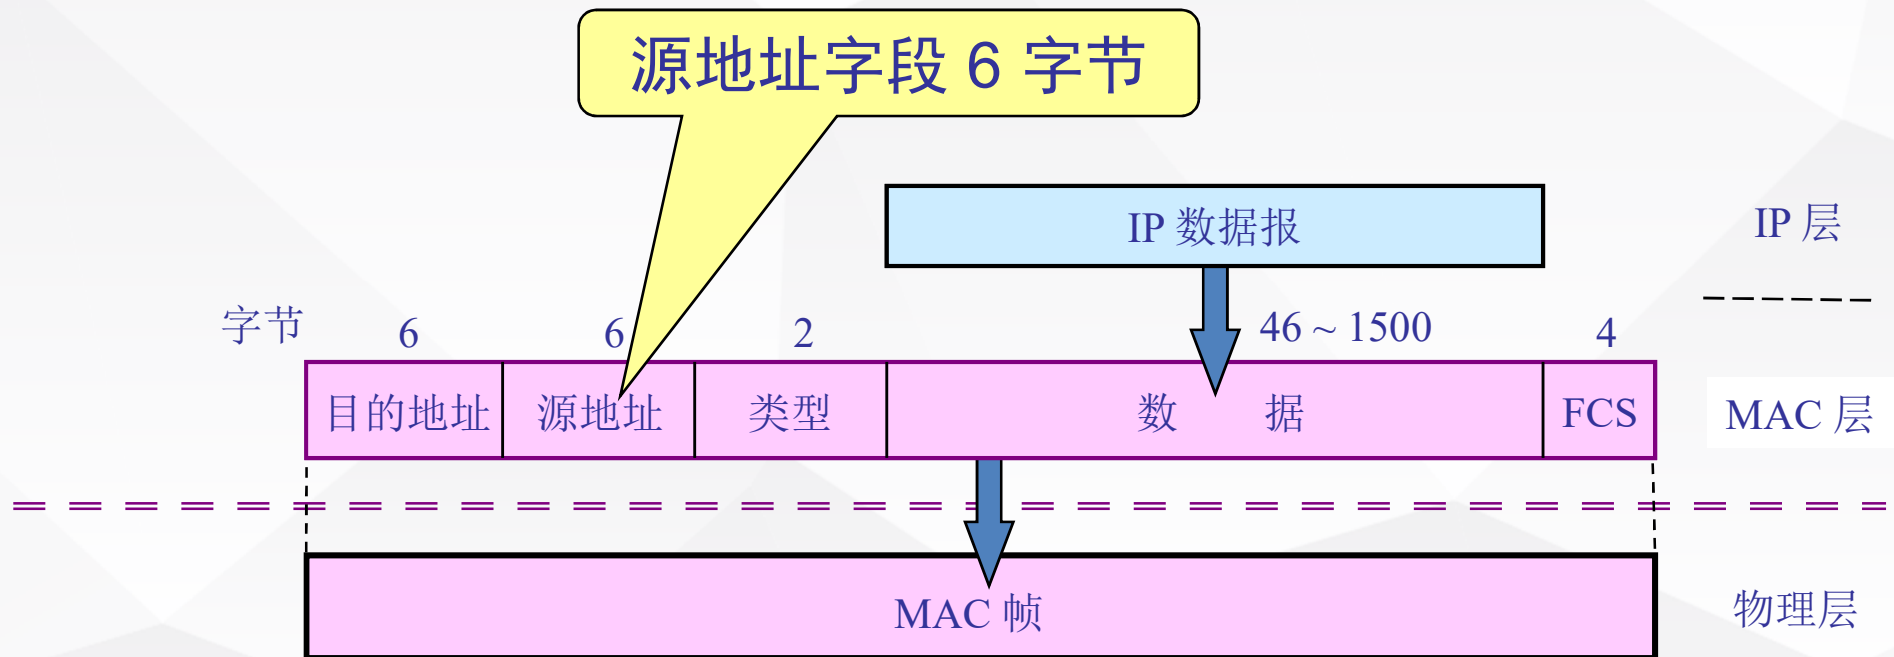 源地址字段 6 字节
IP 数据报
IP 层
字节
6
6
2
46 ~ 1500
4
目的地址
源地址
类型
数 据
FCS
MAC 层
MAC 帧
物理层